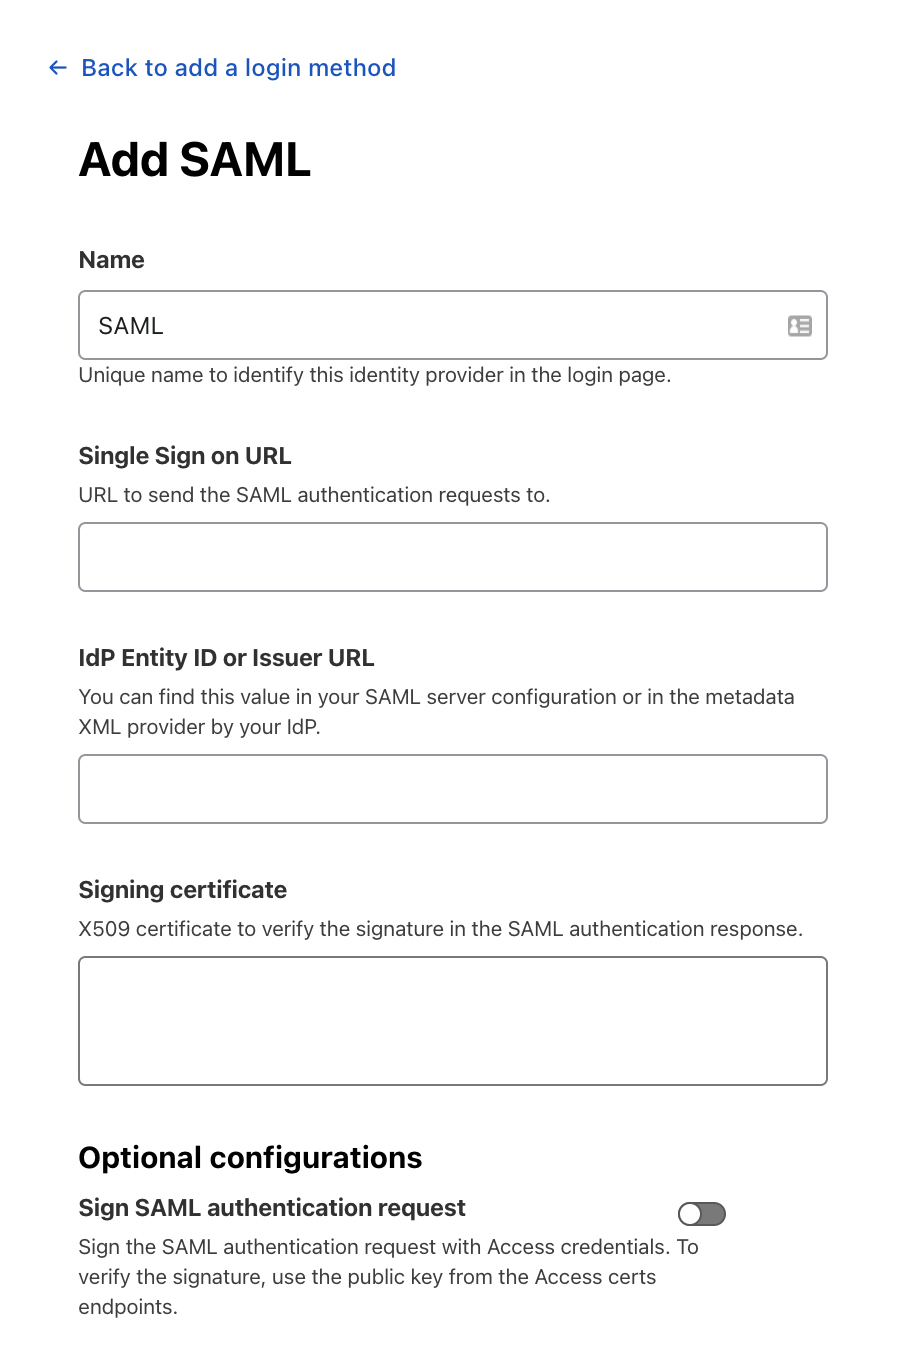 ← Back to add a login method
Add SAML
Name
SAML
Unique name to identify this identity provider in the login page.
Single Sign on URL
URL to send the SAML authentication requests to.
IdP Entity ID or Issuer URL
You can find this value in your SAML server configuration or in the metadata
XML provider by your IdP.
Signing certificate
X509 certificate to verify the signature in the SAML authentication response.
Optional configurations
Sign SAML authentication request
Sign the SAML authentication request with Access credentials. To
verify the signature, use the public key from the Access certs
endpoints.